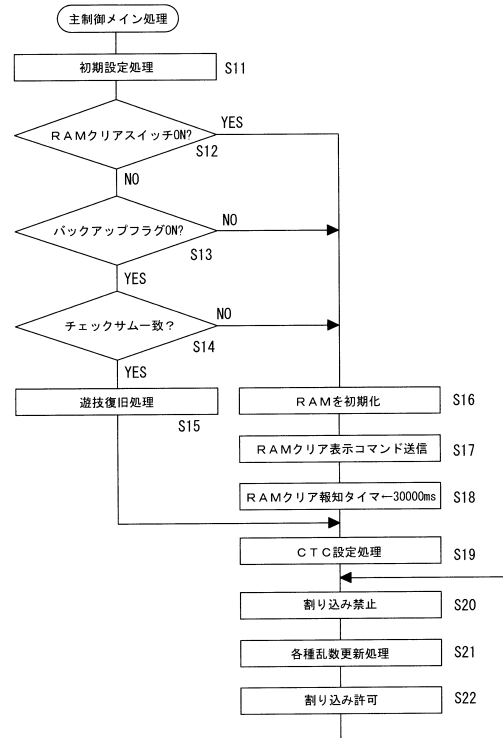 主制御メイン処理
初期設定処理 S11
RAMクリアスイッチON? YES
S12
NO
バックアップフラグON? NO
S13
YES
チェックサム一致? NO
S14
YES
遊技復旧処理
S15
RAMを初期化 S16
RAMクリア表示コマンド送信 S17
RAMクリア報知タイマ←30000ms S18
CTC設定処理 S19
割り込み禁止 S20
各種乱数更新処理 S21
割り込み許可 S22